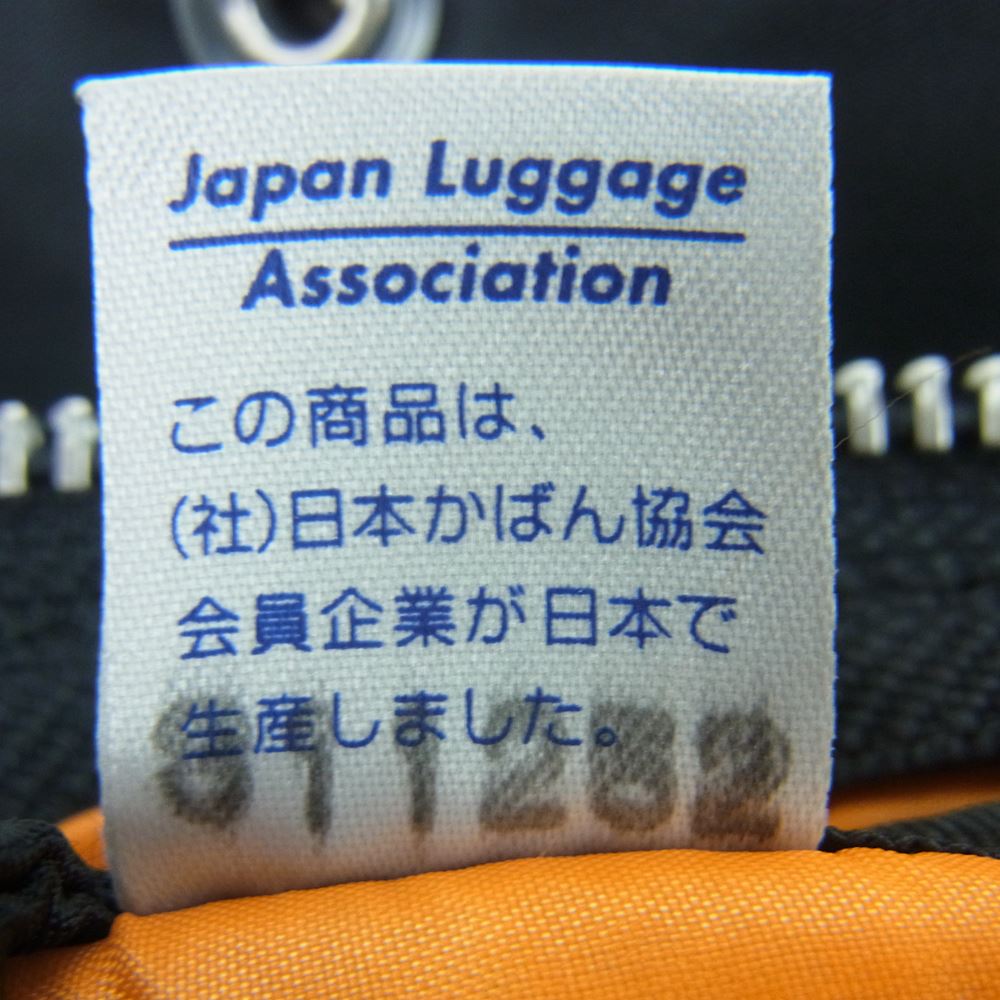 Japan Luggage
Association
この商品は、
(社)日本かばん協会
会員企業が日本で
生産しました。